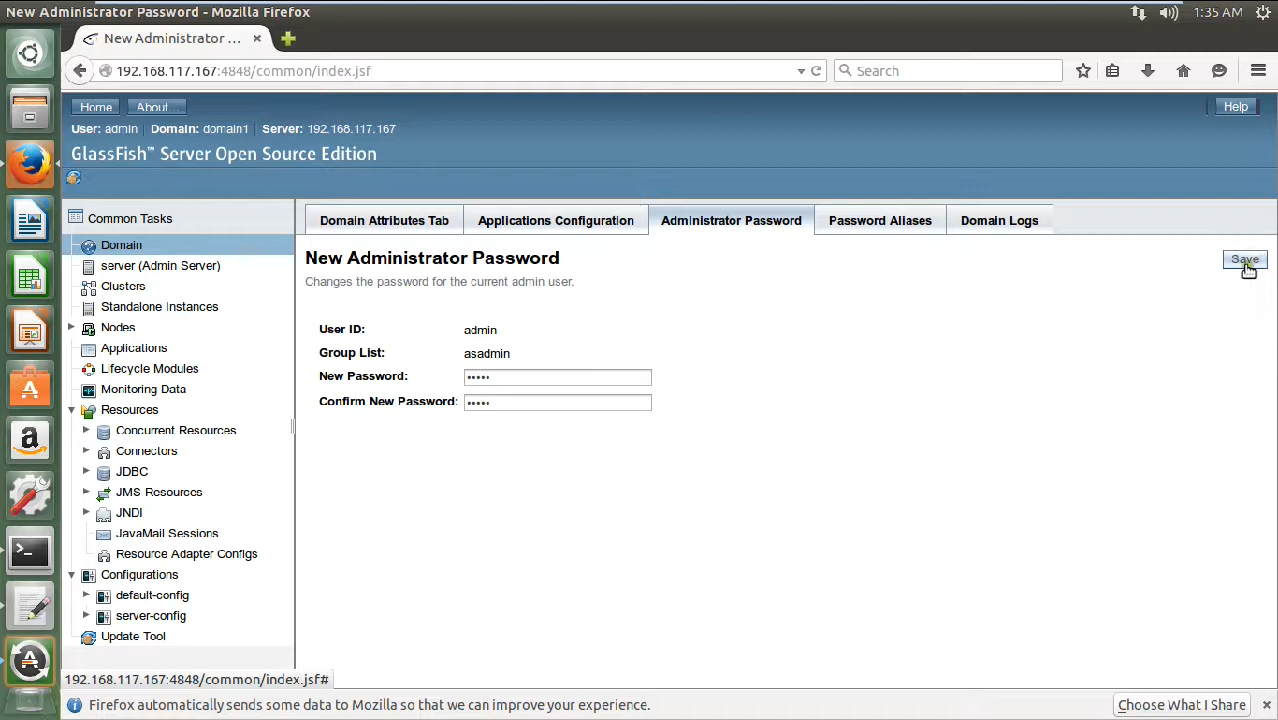 New Administrator Password - Mozilla Firefox
1:35 AM
New Administrator ...
192.168.117.167:4848/common/index.jsf
Search
Home
About...
Help
User: admin Domain: domain1 Server: 192.168.117.167
GlassFish™ Server Open Source Edition
Common Tasks
Domain
server (Admin Server)
Clusters
Standalone Instances
Nodes
Applications
Lifecycle Modules
Monitoring Data
Resources
Concurrent Resources
Connectors
JDBC
JMS Resources
JNDI
JavaMail Sessions
Resource Adapter Configs
Configurations
default-config
server-config
Update Tool
Domain Attributes Tab
Applications Configuration
Administrator Password
Password Aliases
Domain Logs
New Administrator Password
Save
Changes the password for the current admin user.
User ID: admin
Group List: asadmin
New Password: •••••
Confirm New Password: •••••
192.168.117.167:4848/common/index.jsf#
Firefox automatically sends some data to Mozilla so that we can improve your experience.
Choose What I Share